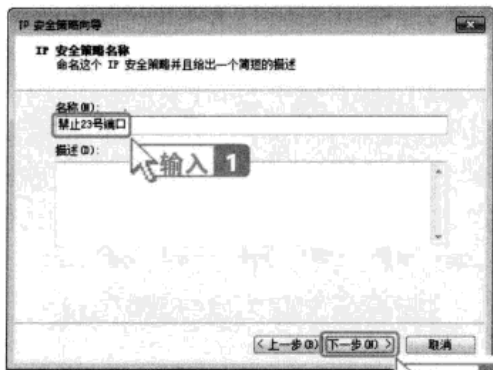 IP 安全策略向导
IP 安全策略名称
命名这个 IP 安全策略并且给出一个简短的描述
名称(M):
禁止23号端口
输入 1
描述(D):
< 上一步(B)
下一步(N) >
取消